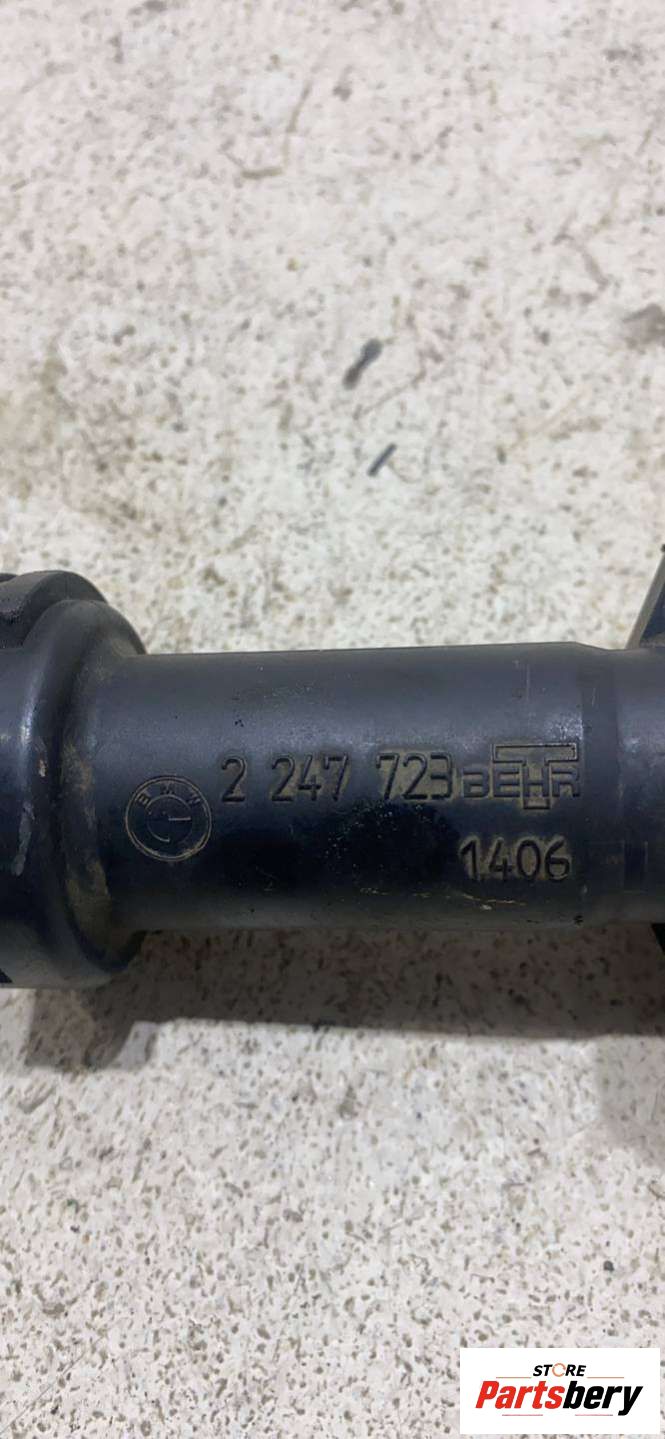 BMW 2 247 723 BEHR
1406
STORE
Partsbery